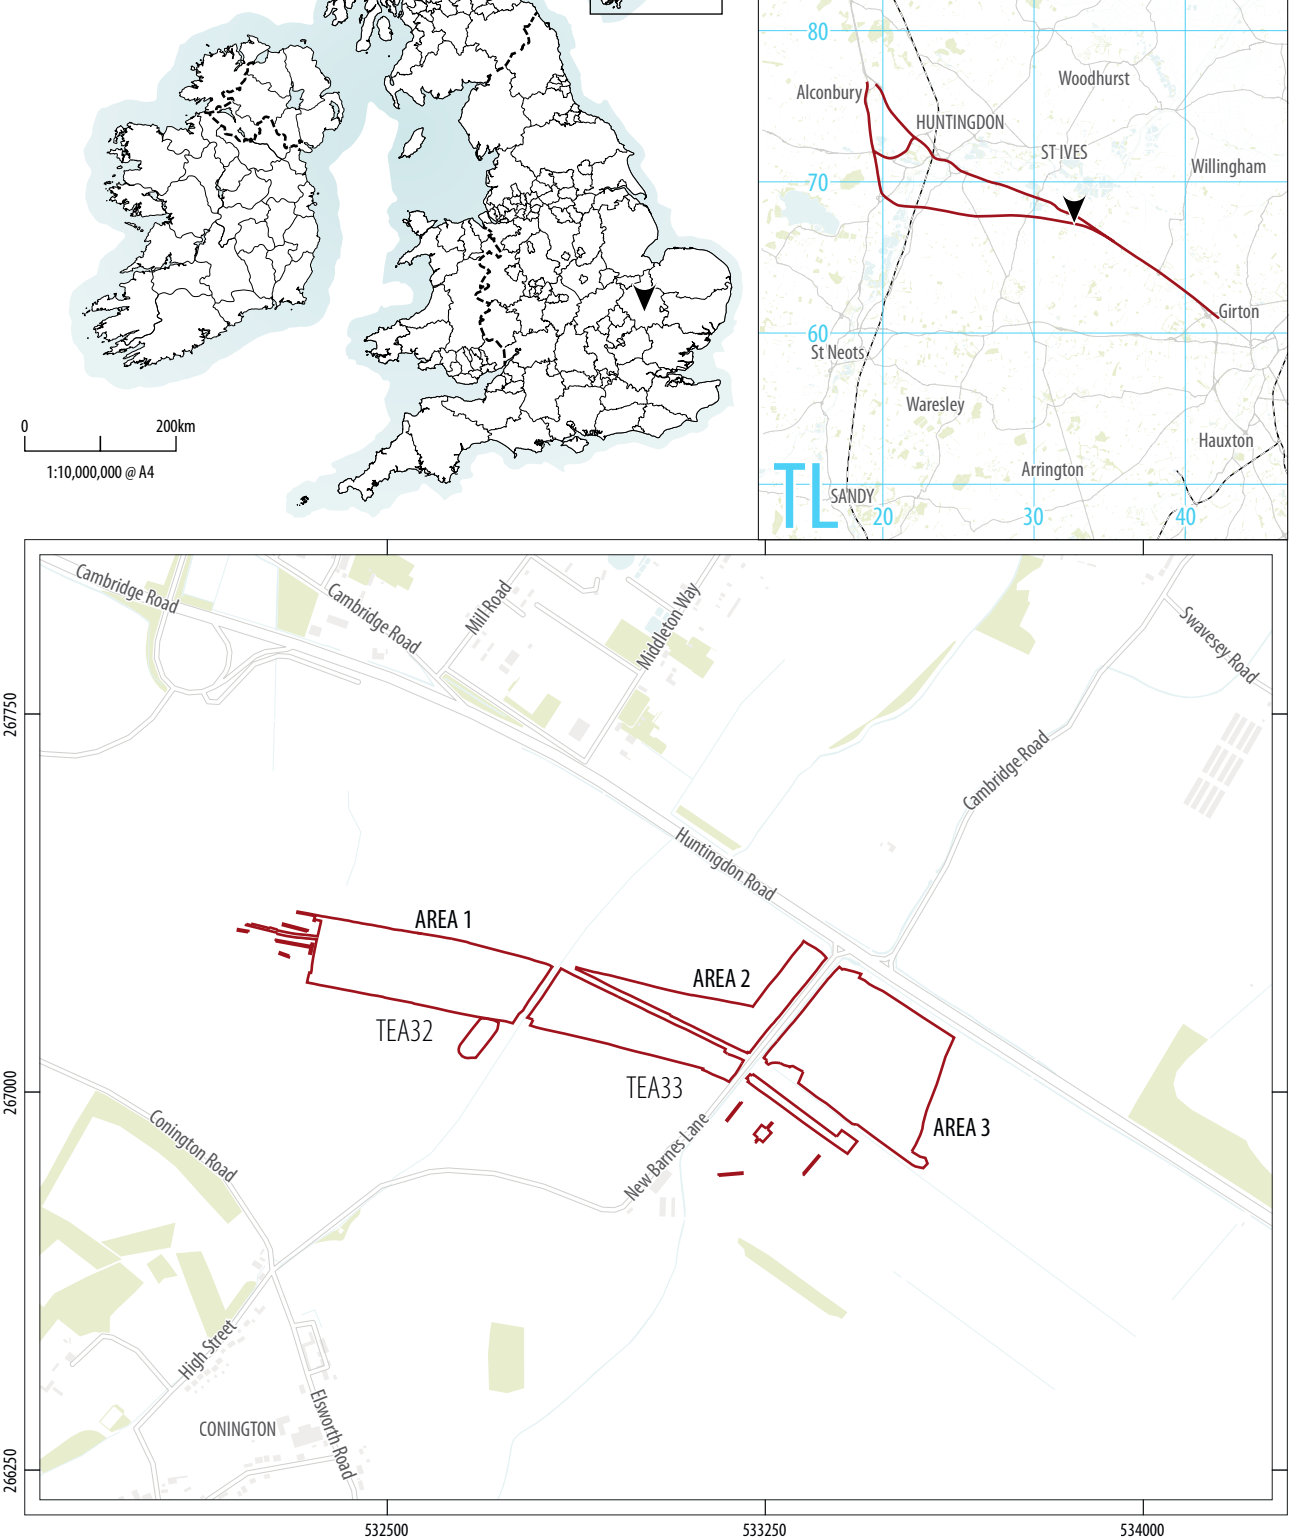 0
200km
1:10,000,000 @ A4
80
70
60
Alconbury
Woodhurst
HUNTINGDON
ST IVES
Willingham
Girton
St Neots
Waresley
Hauxton
Arrington
TL
SANDY
20
30
40
Cambridge Road
Cambridge Road
Mill Road
Middleton Way
Swavesey Road
267750
Cambridge Road
Huntingdon Road
AREA 1
AREA 2
TEA32
TEA33
267000
AREA 3
Conington Road
New Barnes Lane
High Street
Elsworth Road
CONINGTON
266250
532500
533250
534000